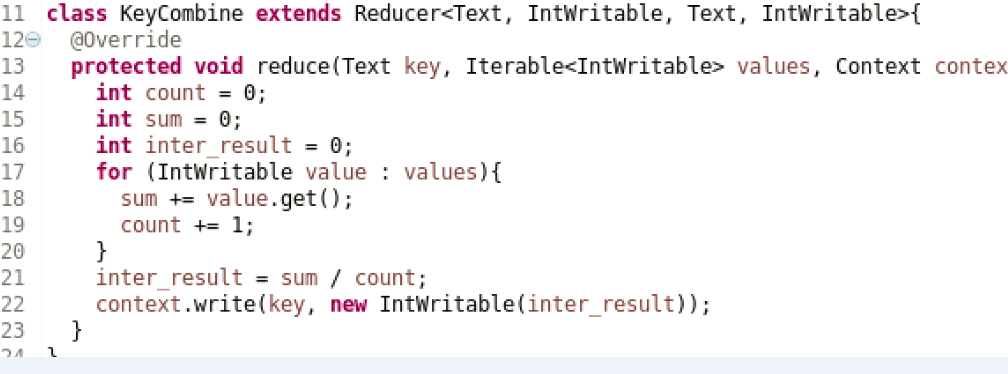 11 class KeyCombine extends Reducer<Text, IntWritable, Text, IntWritable>{
12 @Override
13 protected void reduce(Text key, Iterable<IntWritable> values, Context contex
14 int count = 0;
15 int sum = 0;
16 int inter_result = 0;
17 for (IntWritable value : values){
18 sum += value.get();
19 count += 1;
20 }
21 inter_result = sum / count;
22 context.write(key, new IntWritable(inter_result));
23 }
24 }